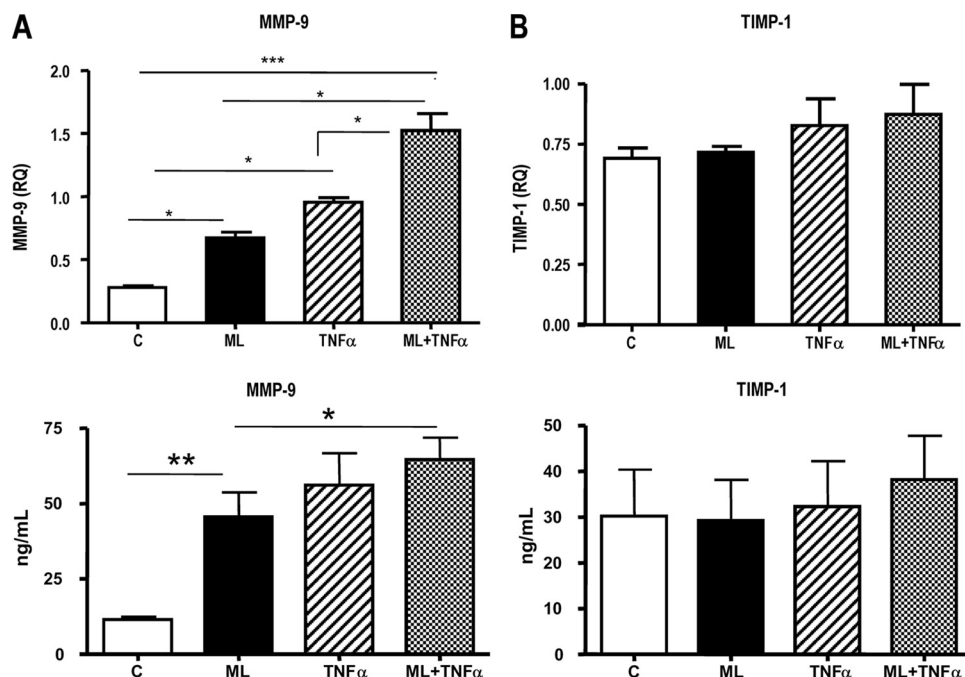 A
MMP-9
MMP-9 (RQ)
2.0
1.5
1.0
0.5
0.0
***
*
*
*
*
C ML TNFα ML+TNFα
B
TIMP-1
TIMP-1 (RQ)
1.00
0.75
0.50
0.25
0.00
C ML TNFα ML+TNFα
MMP-9
ng/mL
75
50
25
0
**
*
C ML TNFα ML+TNFα
TIMP-1
ng/mL
50
40
30
20
10
0
C ML TNFα ML+TNFα